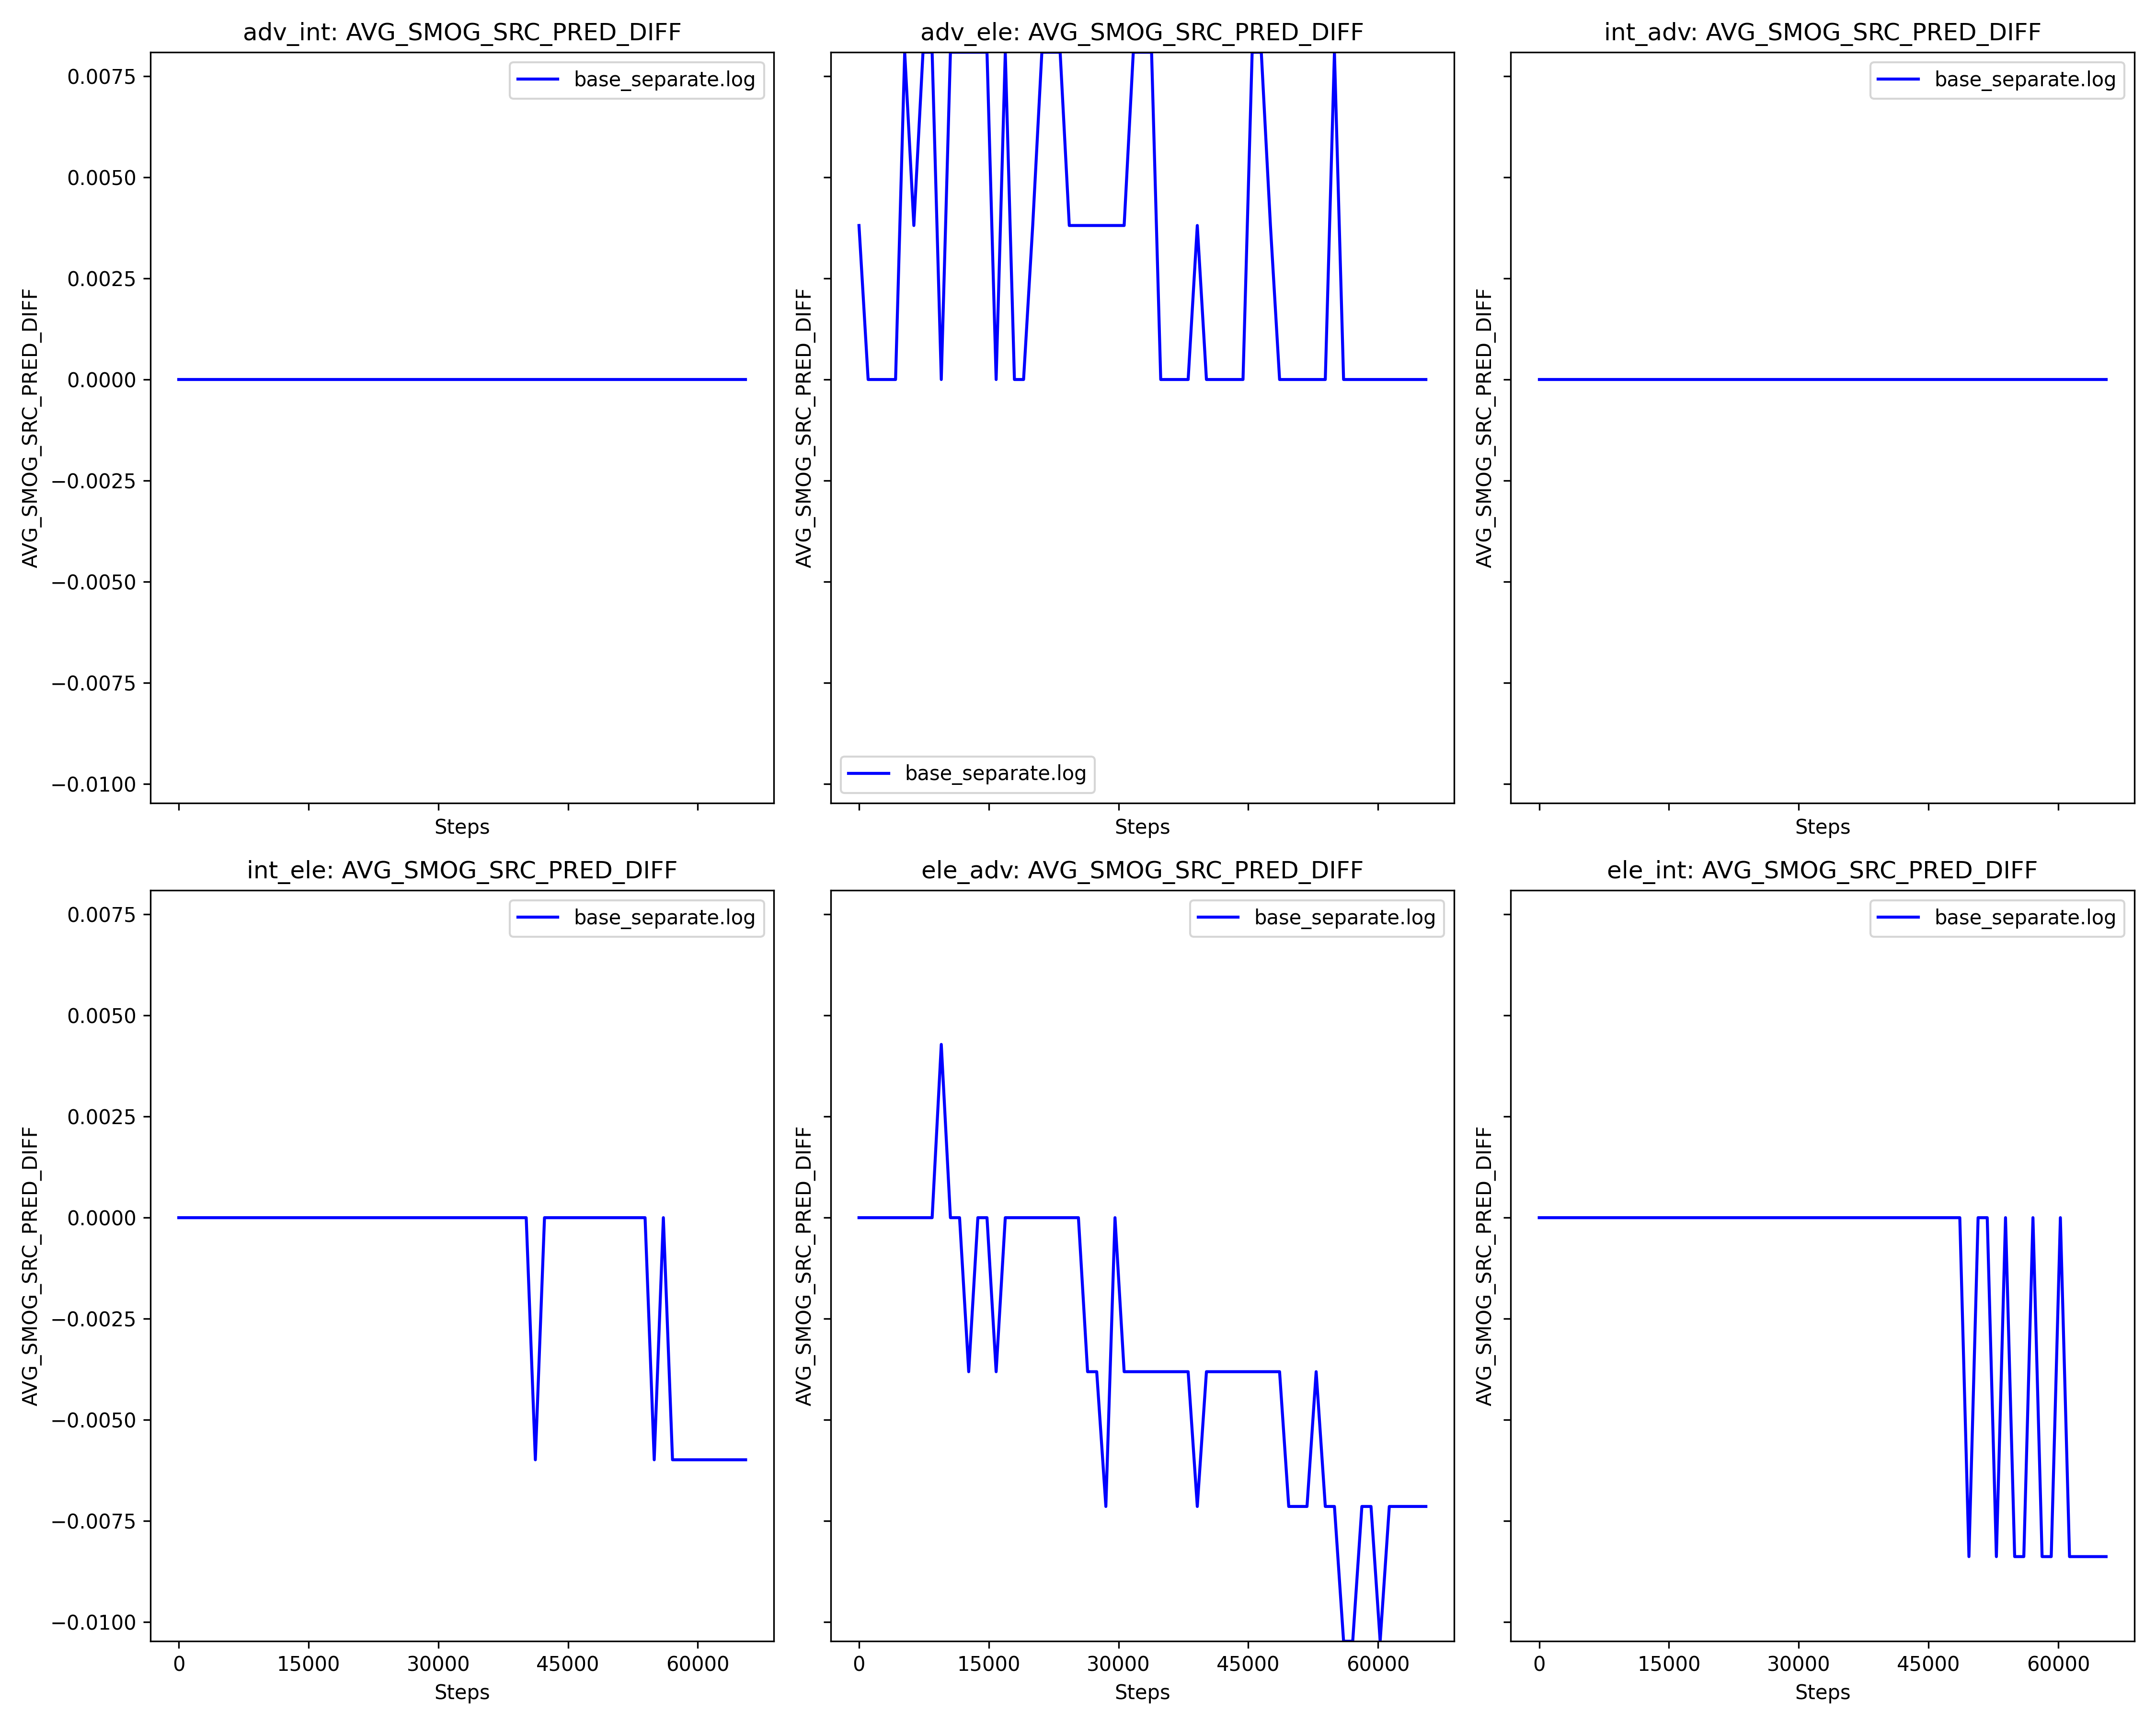 adv_int: AVG_SMOG_SRC_PRED_DIFF
adv_ele: AVG_SMOG_SRC_PRED_DIFF
int_adv: AVG_SMOG_SRC_PRED_DIFF
AVG_SMOG_SRC_PRED_DIFF
0.0075
0.0050
0.0025
0.0000
−0.0025
−0.0050
−0.0075
−0.0100
base_separate.log
Steps
AVG_SMOG_SRC_PRED_DIFF
base_separate.log
Steps
AVG_SMOG_SRC_PRED_DIFF
base_separate.log
Steps
int_ele: AVG_SMOG_SRC_PRED_DIFF
ele_adv: AVG_SMOG_SRC_PRED_DIFF
ele_int: AVG_SMOG_SRC_PRED_DIFF
AVG_SMOG_SRC_PRED_DIFF
0.0075
0.0050
0.0025
0.0000
−0.0025
−0.0050
−0.0075
−0.0100
base_separate.log
0 15000 30000 45000 60000
Steps
AVG_SMOG_SRC_PRED_DIFF
base_separate.log
0 15000 30000 45000 60000
Steps
AVG_SMOG_SRC_PRED_DIFF
base_separate.log
0 15000 30000 45000 60000
Steps